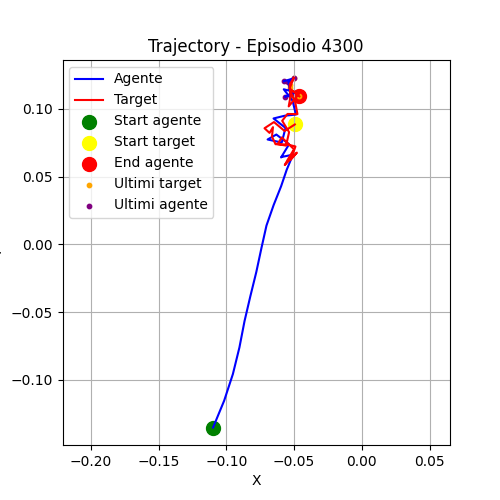 Trajectory - Episodio 4300
Agente
Target
Start agente
Start target
End agente
Ultimi target
Ultimi agente
0.10
0.05
0.00
−0.05
−0.10
−0.20
−0.15
−0.10
−0.05
0.00
0.05
X